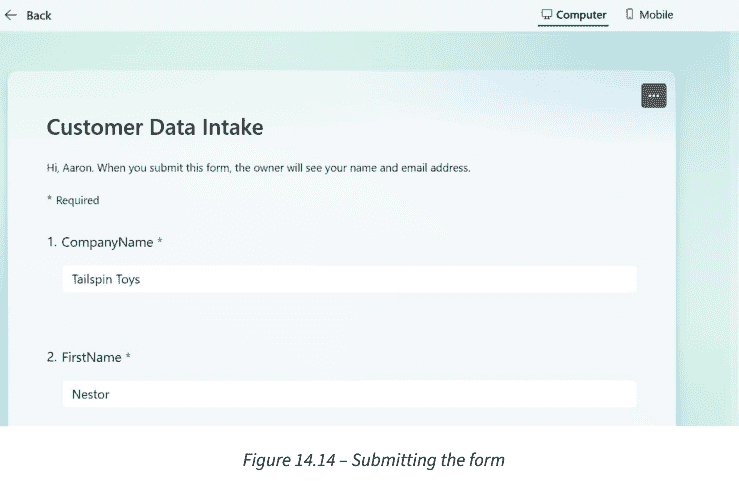 Back
Computer
Mobile
Customer Data Intake
Hi, Aaron. When you submit this form, the owner will see your name and email address.
* Required
1. CompanyName *
Tailspin Toys
2. FirstName *
Nestor
Figure 14.14 – Submitting the form